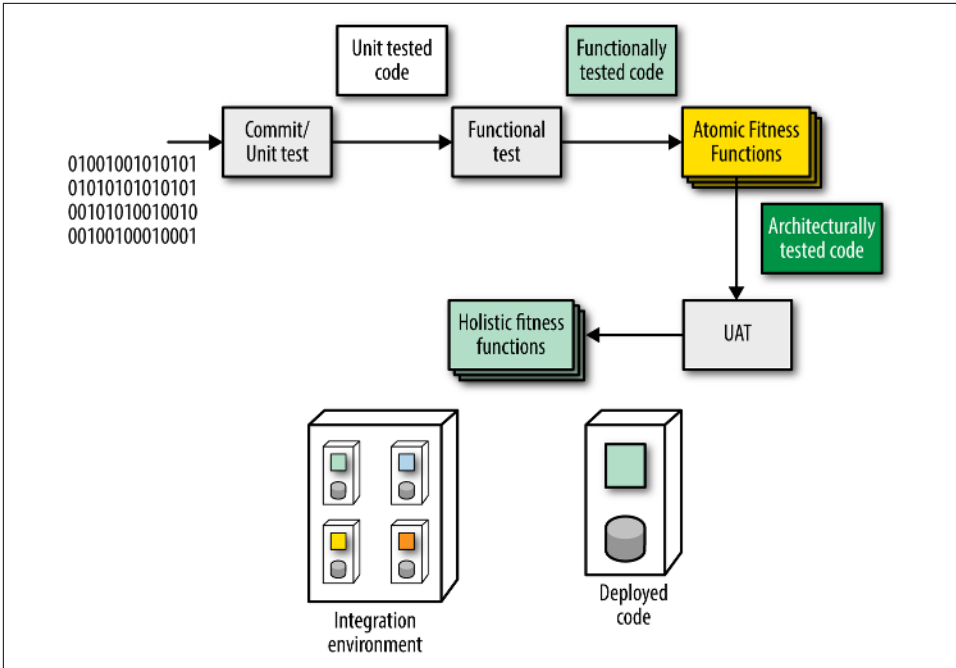 Unit tested
code
Functionally
tested code
Commit/
Unit test
Functional
test
Atomic Fitness
Functions
01001001010101
01010101010101
00101010010010
00100100010001
Architecturally
tested code
Holistic fitness
functions
UAT
Integration
environment
Deployed
code